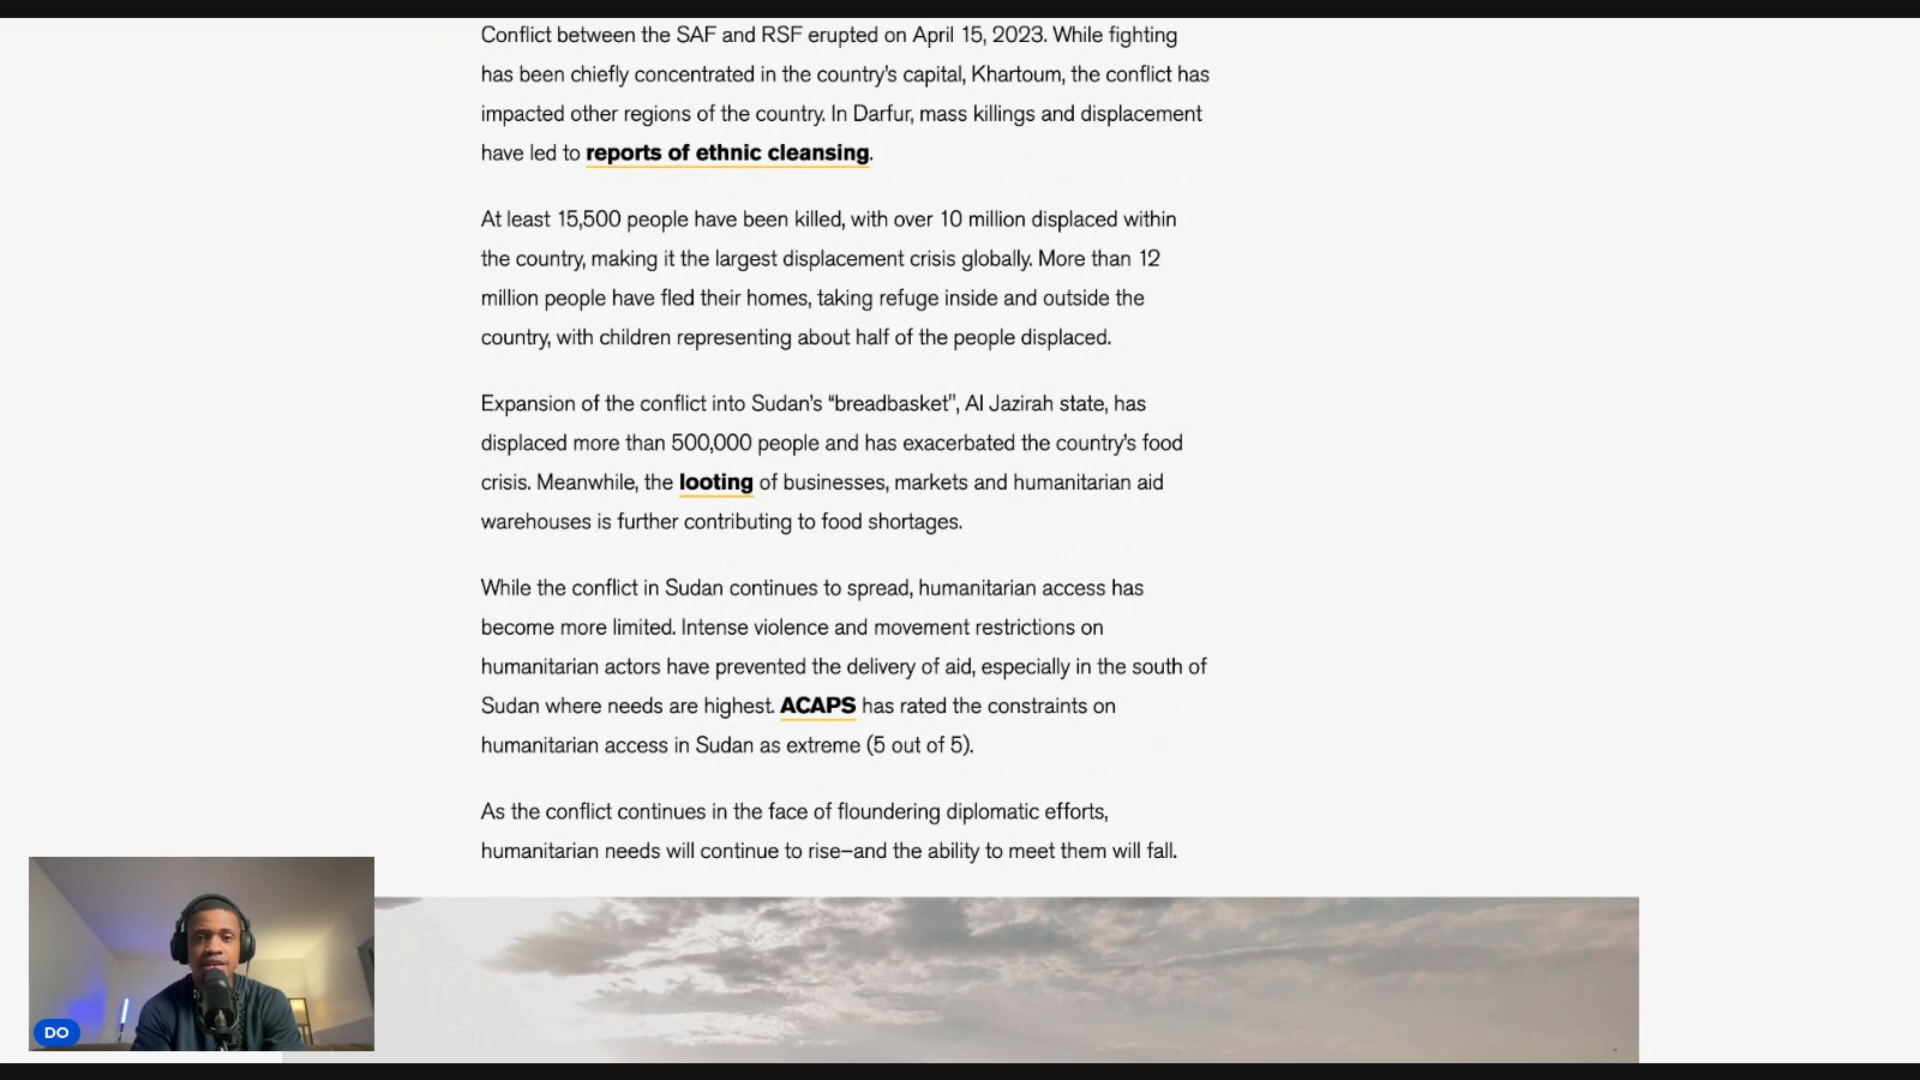 Conflict between the SAF and RSF erupted on April 15, 2023. While fighting
has been chiefly concentrated in the country's capital, Khartoum, the conflict has
impacted other regions of the country. In Darfur, mass killings and displacement
have led to reports of ethnic cleansing.
At least 15,500 people have been killed, with over 10 million displaced within
the country, making it the largest displacement crisis globally. More than 12
million people have fled their homes, taking refuge inside and outside the
country, with children representing about half of the people displaced.
Expansion of the conflict into Sudan's “breadbasket”, Al Jazirah state, has
displaced more than 500,000 people and has exacerbated the country's food
crisis. Meanwhile, the looting of businesses, markets and humanitarian aid
warehouses is further contributing to food shortages.
While the conflict in Sudan continues to spread, humanitarian access has
become more limited. Intense violence and movement restrictions on
humanitarian actors have prevented the delivery of aid, especially in the south of
Sudan where needs are highest. ACAPS has rated the constraints on
humanitarian access in Sudan as extreme (5 out of 5).
As the conflict continues in the face of floundering diplomatic efforts,
humanitarian needs will continue to rise—and the ability to meet them will fall.
DO